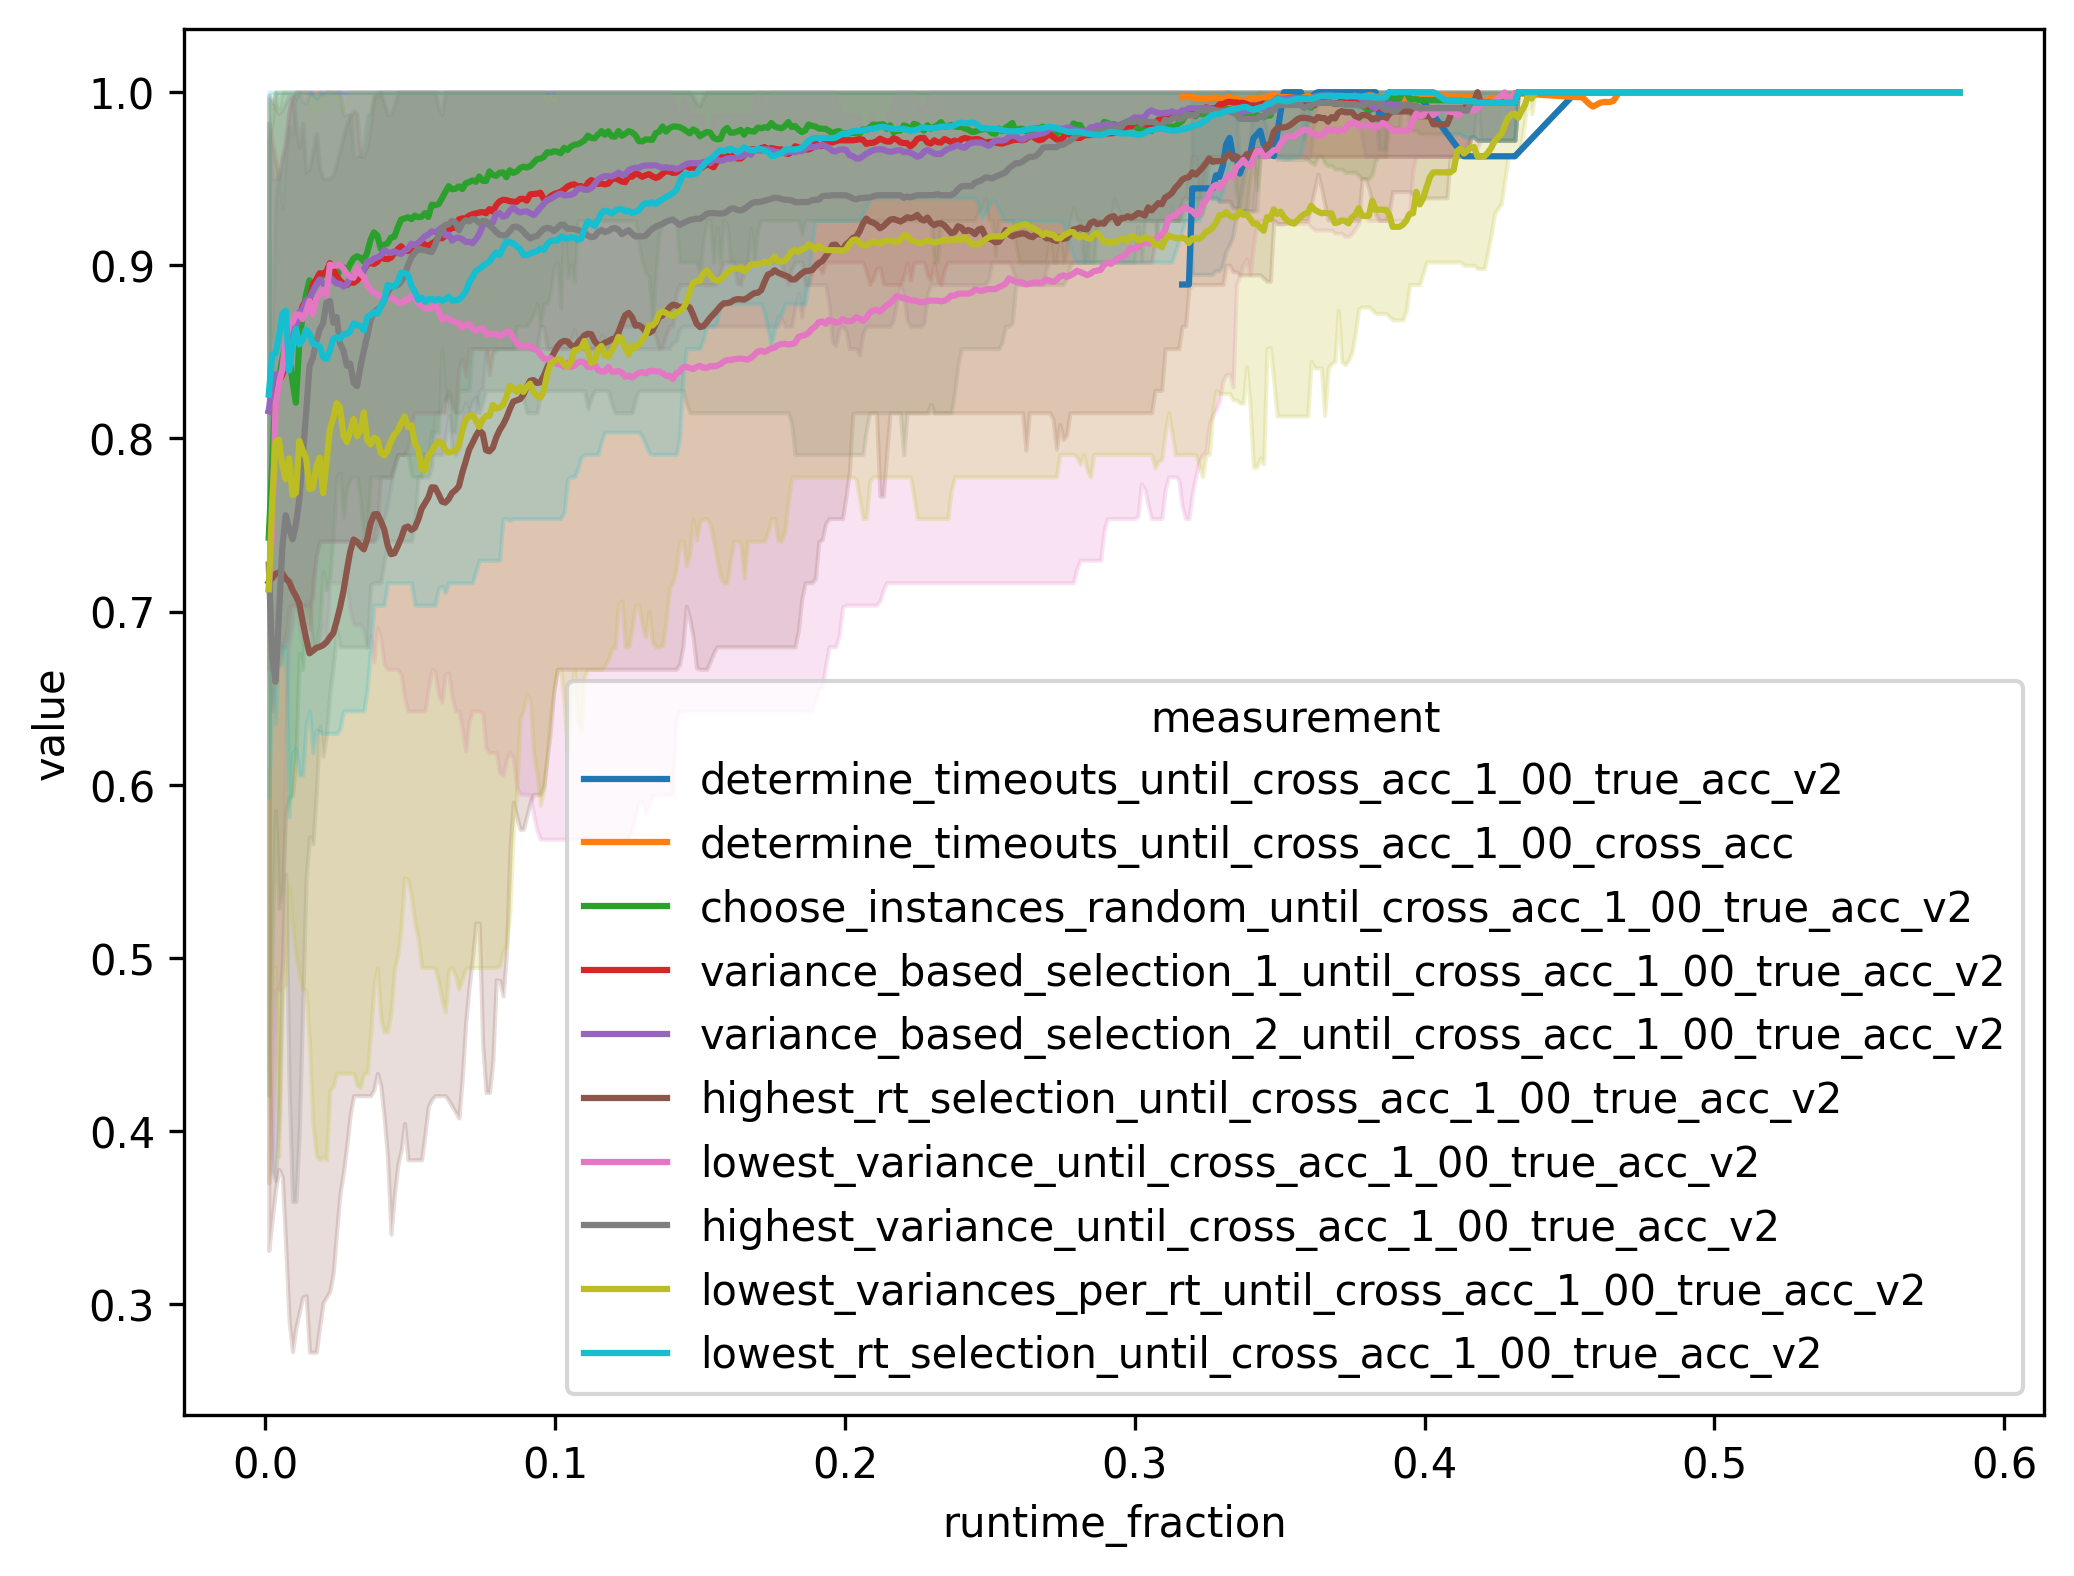 1.0
0.9
0.8
0.7
0.6
0.5
0.4
0.3
value
measurement
determine_timeouts_until_cross_acc_1_00_true_acc_v2
determine_timeouts_until_cross_acc_1_00_cross_acc
choose_instances_random_until_cross_acc_1_00_true_acc_v2
variance_based_selection_1_until_cross_acc_1_00_true_acc_v2
variance_based_selection_2_until_cross_acc_1_00_true_acc_v2
highest_rt_selection_until_cross_acc_1_00_true_acc_v2
lowest_variance_until_cross_acc_1_00_true_acc_v2
highest_variance_until_cross_acc_1_00_true_acc_v2
lowest_variances_per_rt_until_cross_acc_1_00_true_acc_v2
lowest_rt_selection_until_cross_acc_1_00_true_acc_v2
0.0 0.1 0.2 0.3 0.4 0.5 0.6
runtime_fraction